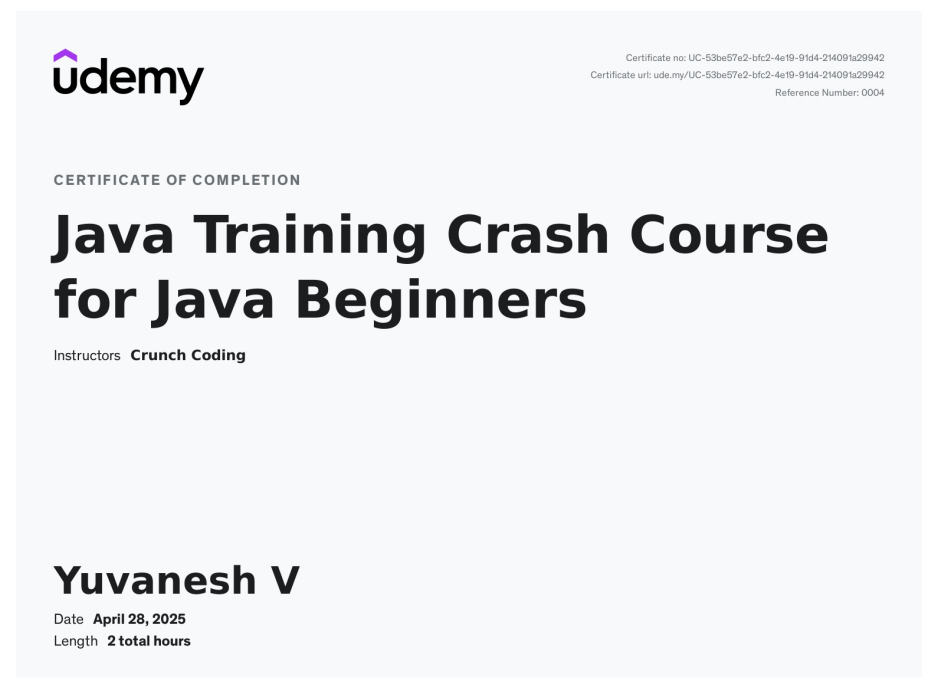 udemy
Certificate no: UC-53be57e2-bfc2-4e19-91d4-214091a29942
Certificate url: ude.my/UC-53be57e2-bfc2-4e19-91d4-214091a29942
Reference Number: 0004
CERTIFICATE OF COMPLETION
Java Training Crash Course
for Java Beginners
Instructors Crunch Coding
Yuvanesh V
Date April 28, 2025
Length 2 total hours